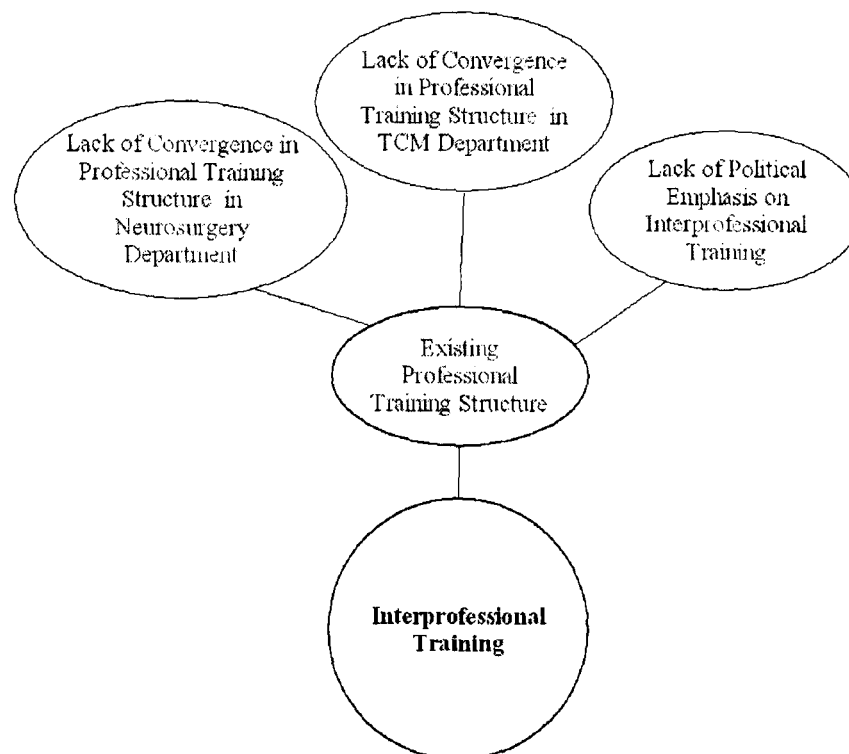 Lack of Convergence
in Professional
Training Structure in
TCM Department
Lack of Convergence in
Professional Training
Structure in
Neurosurgery
Department
Lack of Political
Emphasis on
Interprofessional
Training
Existing
Professional
Training Structure
Interprofessional
Training